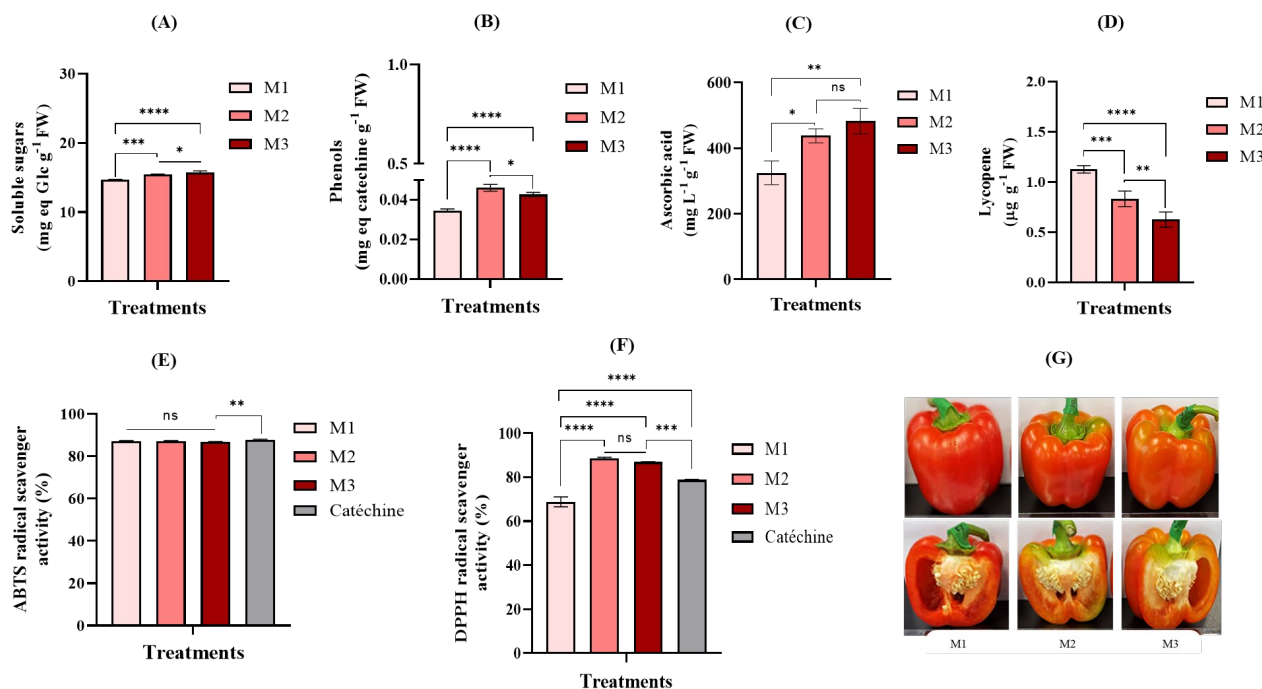 (A)
Soluble sugars
(mg eq Glc g-1 FW)
30
15
0
****
***
*
Treatments
M1
M2
M3
(B)
Phenols
(mg eq catechine g-1 FW)
1.0
0.5
0.04
0.02
0.00
****
****
*
Treatments
M1
M2
M3
(C)
Ascorbic acid
(mg L-1 g-1 FW)
600
400
200
0
**
ns
*
Treatments
M1
M2
M3
(D)
Lycopene
(µg g-1 FW)
2.0
1.5
1.0
0.5
0.0
****
***
**
Treatments
M1
M2
M3
(E)
ABTS radical scavenger
activity (%)
100
80
60
40
20
0
ns
**
Treatments
M1
M2
M3
Catéchine
(F)
DPPH radical scavenger
activity (%)
100
80
60
40
20
0
****
****
****
ns
***
Treatments
M1
M2
M3
Catéchine
(G)
M1
M2
M3